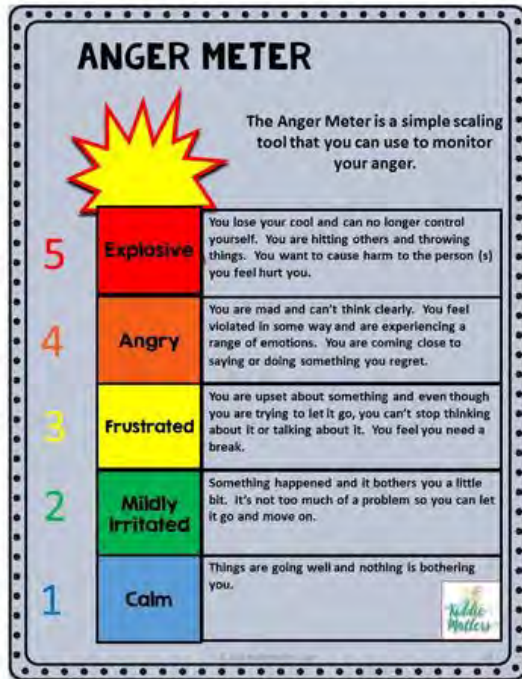 ANGER METER
The Anger Meter is a simple scaling
tool that you can use to monitor
your anger.
5
Explosive
You lose your cool and can no longer control
yourself. You are hitting others and throwing
things. You want to cause harm to the person (s)
you feel hurt you.
4
Angry
You are mad and can't think clearly. You feel
violated in some way and are experiencing a
range of emotions. You are coming close to
saying or doing something you regret.
3
Frustrated
You are upset about something and even though
you are trying to let it go, you can't stop thinking
about it or talking about it. You feel you need a
break.
2
Mildly
Irritated
Something happened and it bothers you a little
bit. It's not too much of a problem so you can let
it go and move on.
1
Calm
Things are going well and nothing is bothering
you.
Kiddie
Matters